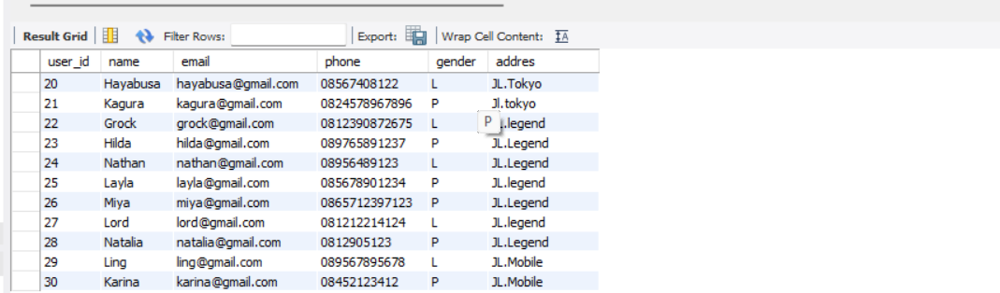 Result Grid Filter Rows: Export: Wrap Cell Content: IA
user_id name email phone gender addres
20 Hayabusa hayabusa@gmail.com 08567408122 L JL.Tokyo
21 Kagura kagura@gmail.com 0824578967896 P Jl.tokyo
22 Grock grock@gmail.com 0812390872675 L P .legend
23 Hilda hilda@gmail.com 089765891237 P JL.Legend
24 Nathan nathan@gmail.com 08956489123 L JL.Legend
25 Layla layla@gmail.com 085678901234 P JL.legend
26 Miya miya@gmail.com 0865712397123 P JL.Legend
27 Lord lord@gmail.com 081212214124 L JL.legend
28 Natalia natalia@gmail.com 0812905123 P JL.Legend
29 Ling ling@gmail.com 089567895678 L JL.Mobile
30 Karina karina@gmail.com 08452123412 P JL.Mobile